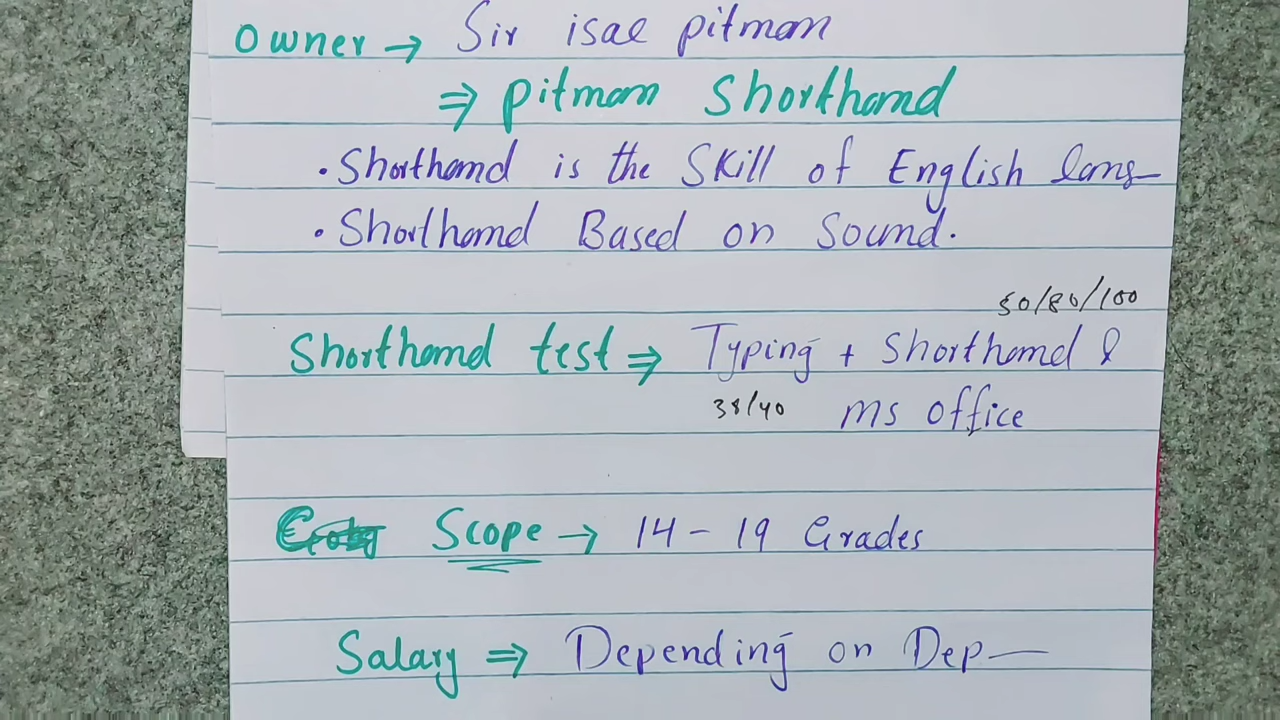 Owner → Sir isae pitman
⇒ pitman Shorthand
• Shorthand is the Skill of English lang—
• Shorthand Based on Sound.
50/80/100
Shorthand test ⇒ Typing + Shorthand &
38/40 ms office
Scope → 14 - 19 Grades
Salary ⇒ Depending on Dep—